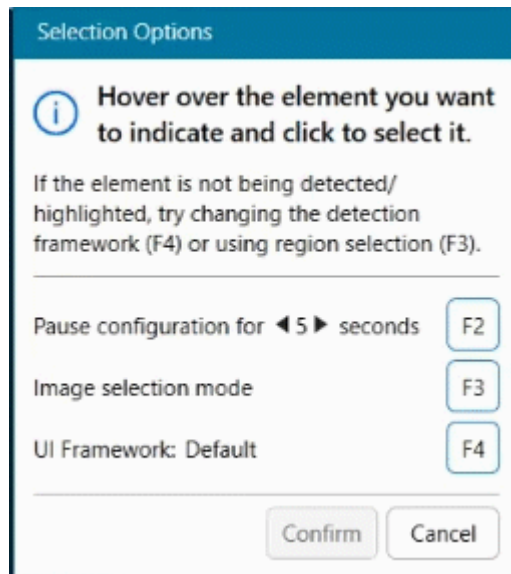 Selection Options
Hover over the element you want
to indicate and click to select it.
If the element is not being detected/
highlighted, try changing the detection
framework (F4) or using region selection (F3).
Pause configuration for ◀ 5 ▶ seconds F2
Image selection mode F3
UI Framework: Default F4
Confirm Cancel